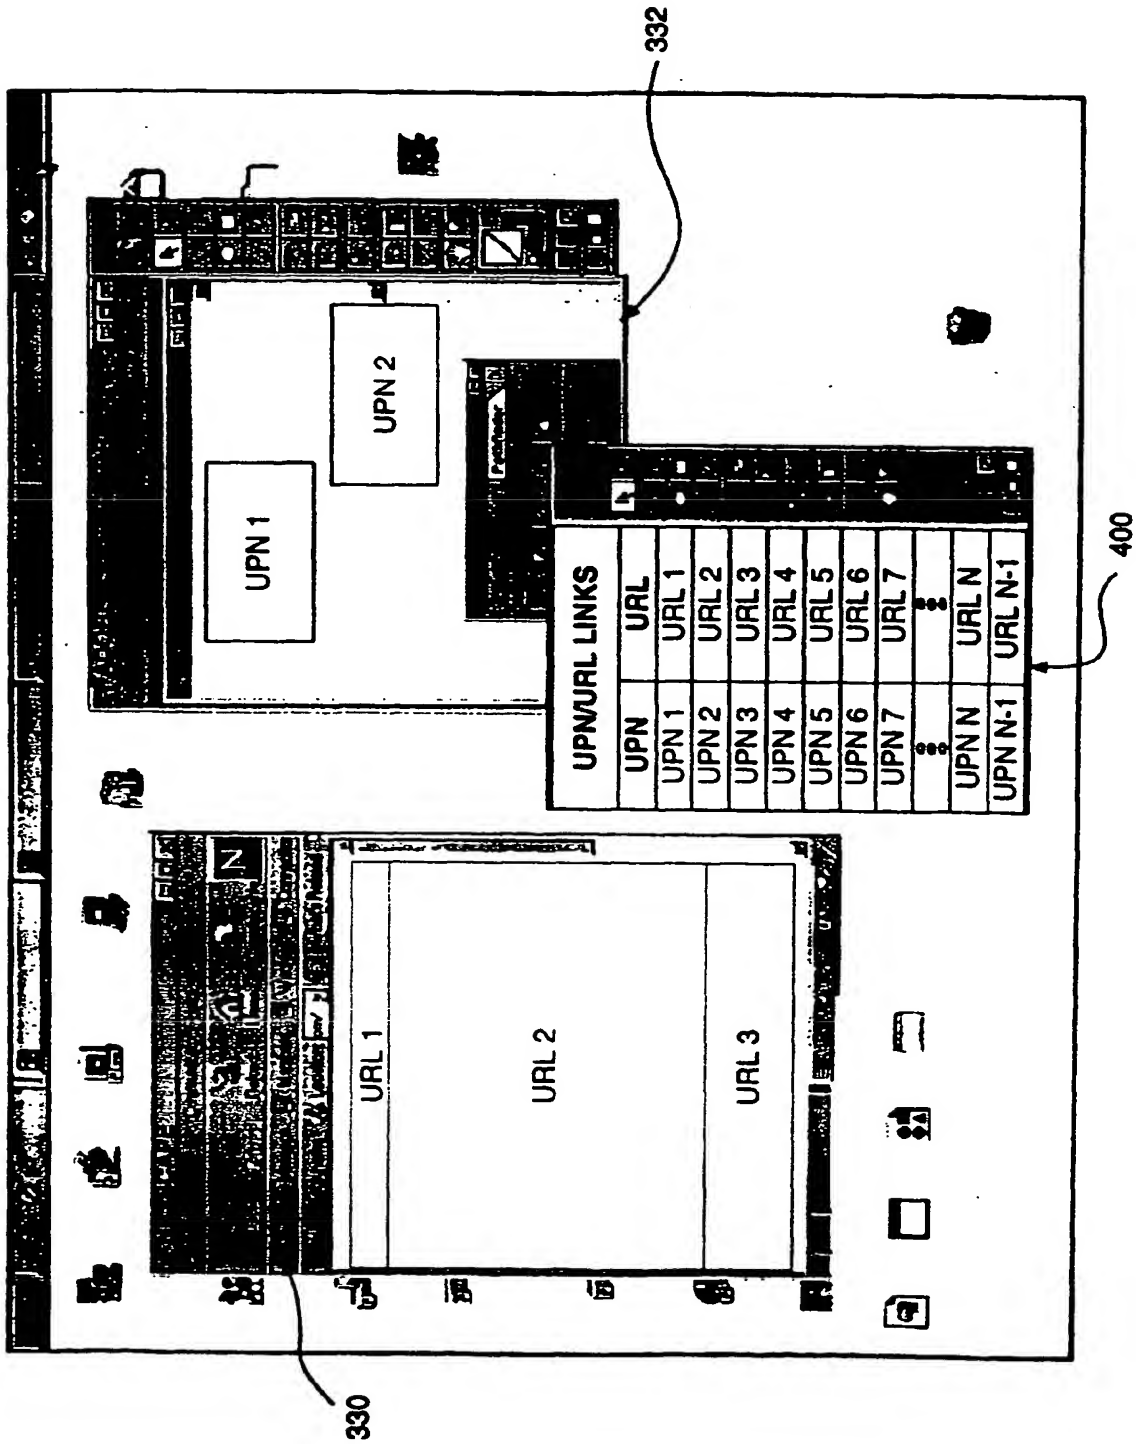 332
UPN 1
UPN 2
Pathfinder
UPN/URL LINKS
UPN URL
UPN 1 URL 1
UPN 2 URL 2
UPN 3 URL 3
UPN 4 URL 4
UPN 5 URL 5
UPN 6 URL 6
UPN 7 URL 7
UPN N URL N
UPN N-1 URL N-1
400
N
URL 1
URL 2
URL 3
330